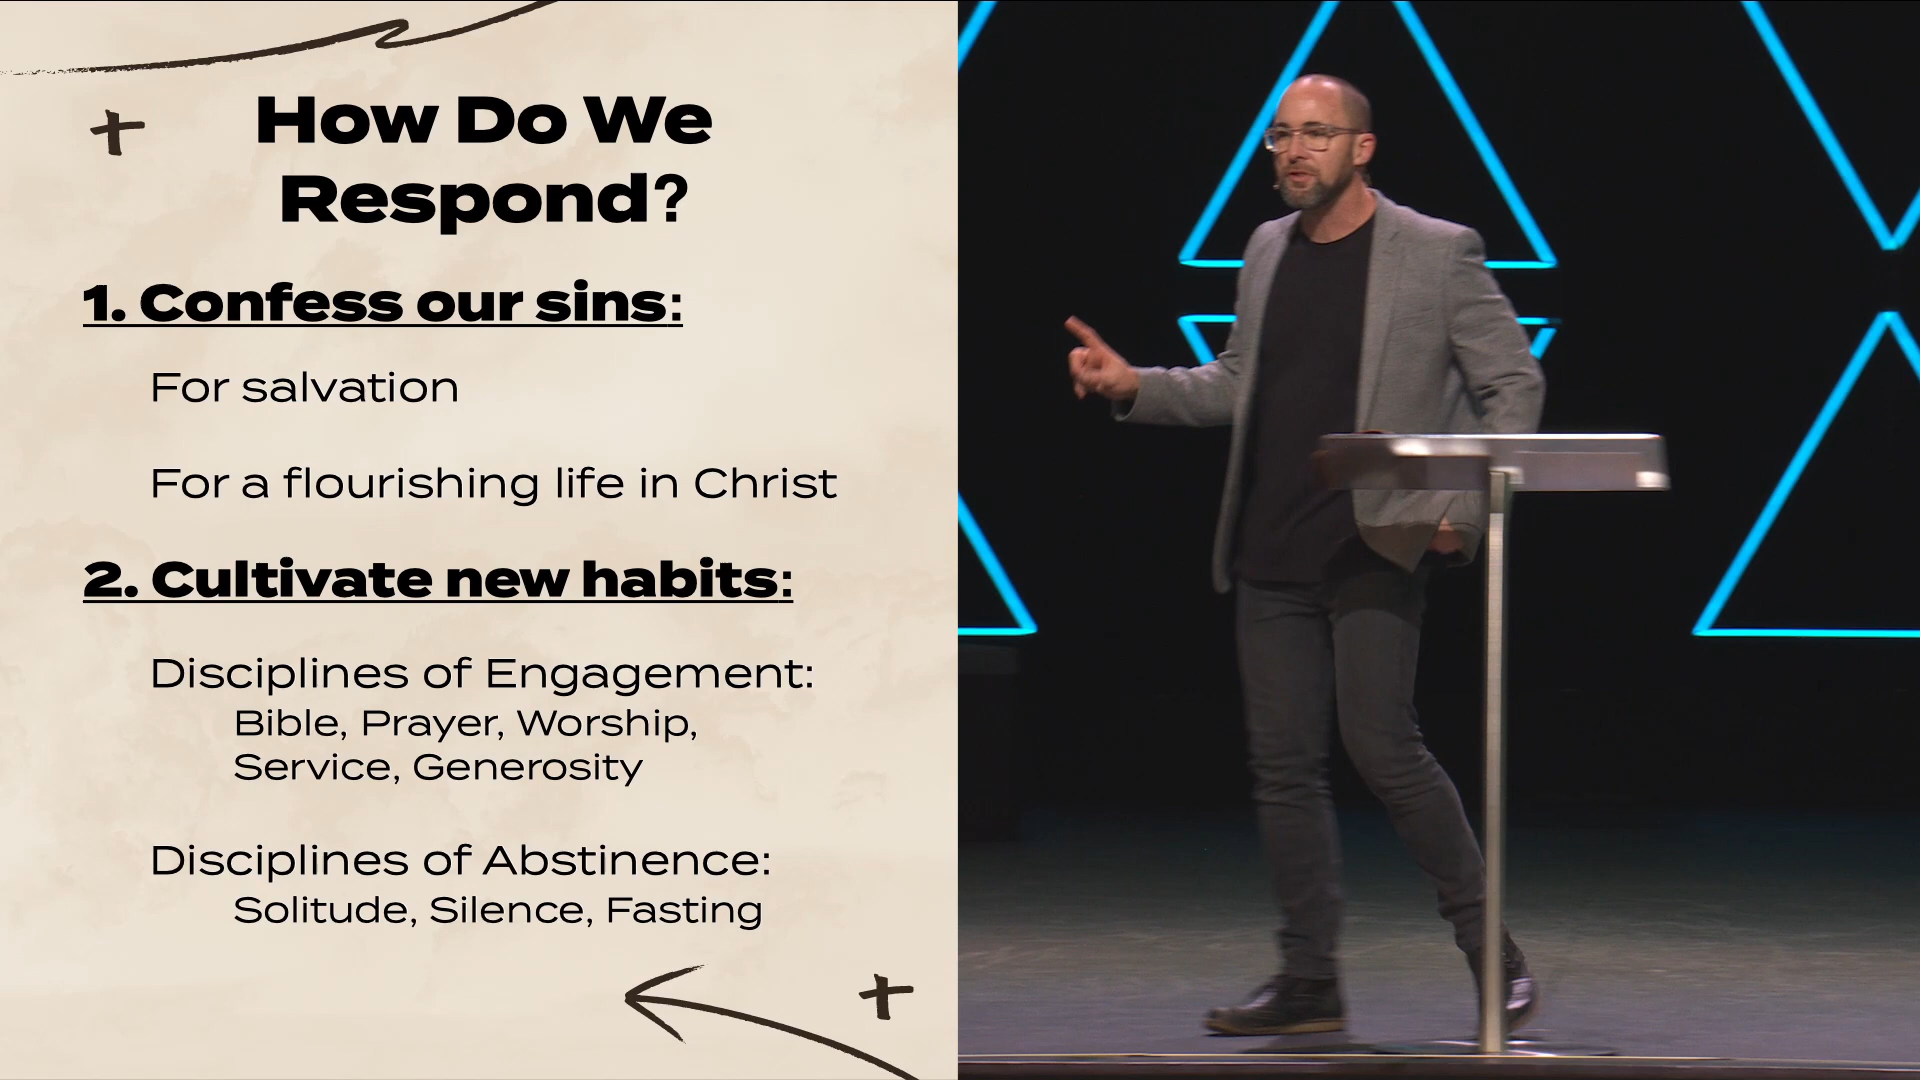 How Do We
Respond?
1. Confess our sins:
For salvation
For a flourishing life in Christ
2. Cultivate new habits:
Disciplines of Engagement:
Bible, Prayer, Worship,
Service, Generosity
Disciplines of Abstinence:
Solitude, Silence, Fasting